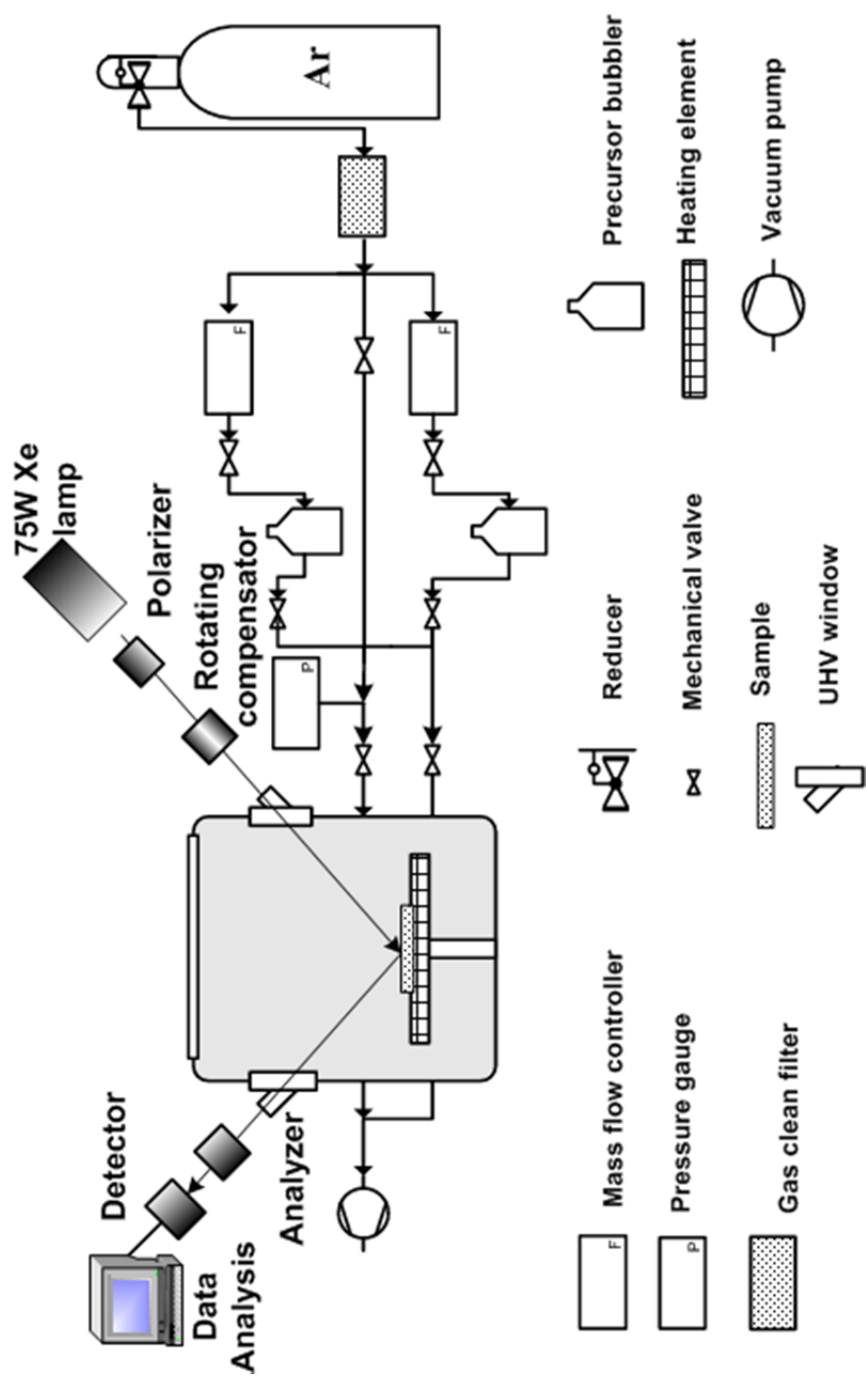 75W Xe
lamp
Polarizer
Rotating
compensator
Detector
Data
Analysis
Analyzer
Ar
F
F
P
F
Mass flow controller
P
Pressure gauge
Gas clean filter
Reducer
Mechanical valve
Sample
UHV window
Precursor bubbler
Heating element
Vacuum pump